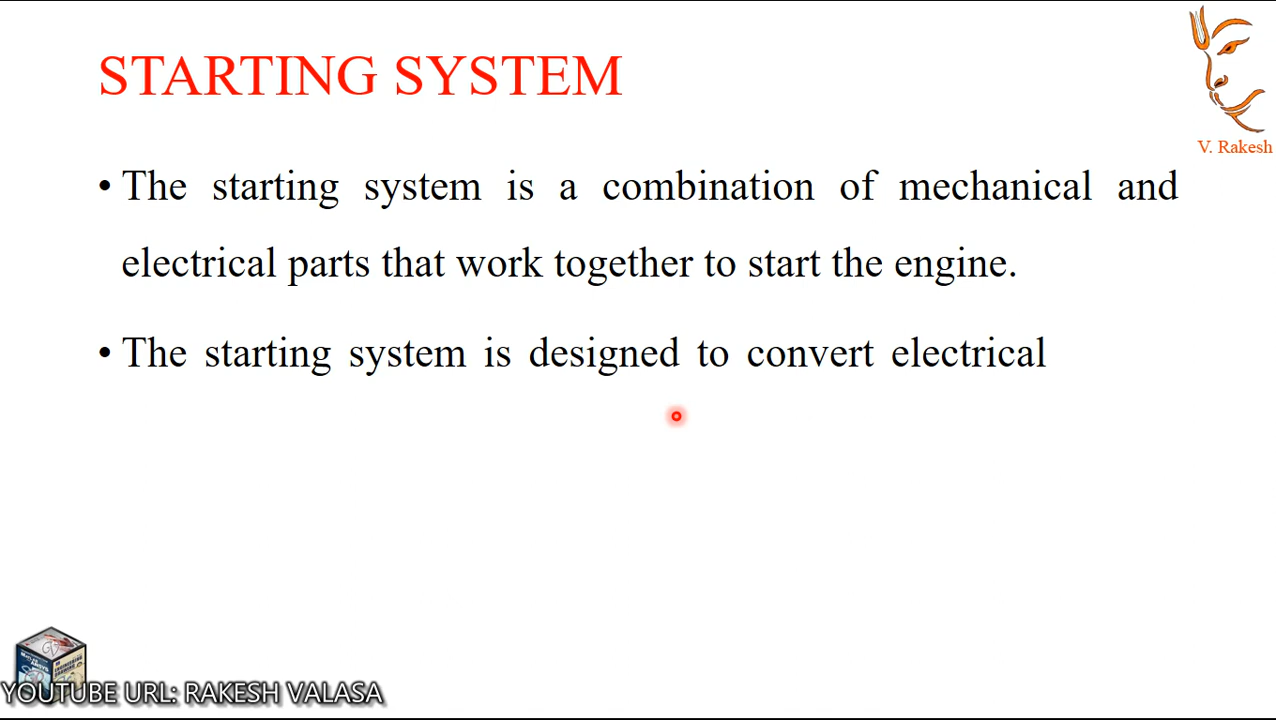 STARTING SYSTEM
V. Rakesh
• The starting system is a combination of mechanical and
electrical parts that work together to start the engine.
• The starting system is designed to convert electrical
YOUTUBE URL: RAKESH VALASA